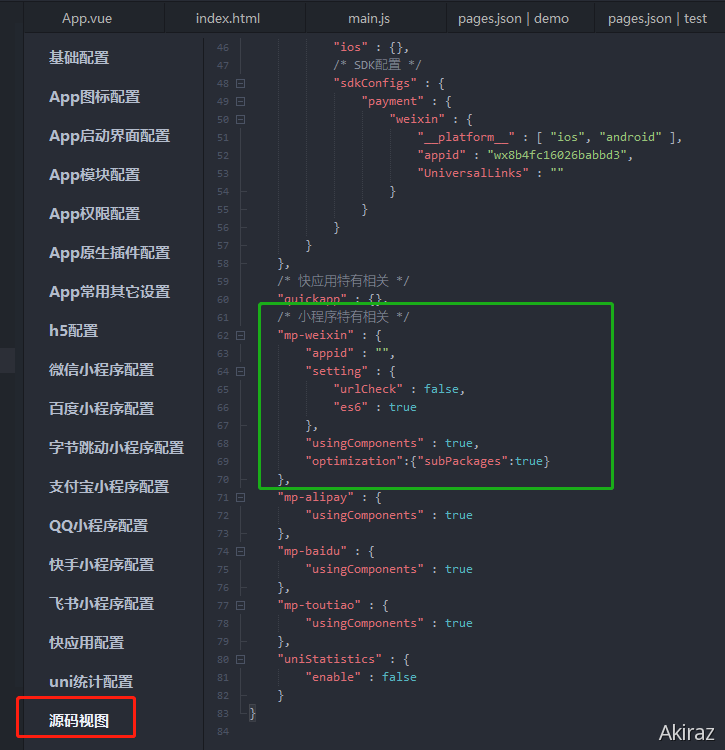 App.vue
index.html
main.js
pages.json | demo
pages.json | test
基础配置
App图标配置
App启动界面配置
App模块配置
App权限配置
App原生插件配置
App常用其它设置
h5配置
微信小程序配置
百度小程序配置
字节跳动小程序配置
支付宝小程序配置
QQ小程序配置
快手小程序配置
飞书小程序配置
快应用配置
uni统计配置
源码视图
46 "ios" : {},
47 /* SDK配置 */
48 "sdkConfigs" : {
49 "payment" : {
50 "weixin" : {
51 "__platform__" : [ "ios", "android" ],
52 "appid" : "wx8b4fc16026babbd3",
53 "UniversalLinks" : ""
54 }
55 }
56 }
57 }
58 },
59 /* 快应用特有相关 */
60 "quickapp" : {},
61 /* 小程序特有相关 */
62 "mp-weixin" : {
63 "appid" : "",
64 "setting" : {
65 "urlCheck" : false,
66 "es6" : true
67 },
68 "usingComponents" : true,
69 "optimization":{"subPackages":true}
70 },
71 "mp-alipay" : {
72 "usingComponents" : true
73 },
74 "mp-baidu" : {
75 "usingComponents" : true
76 },
77 "mp-toutiao" : {
78 "usingComponents" : true
79 },
80 "uniStatistics" : {
81 "enable" : false
82 }
83 }
84
Akiraz